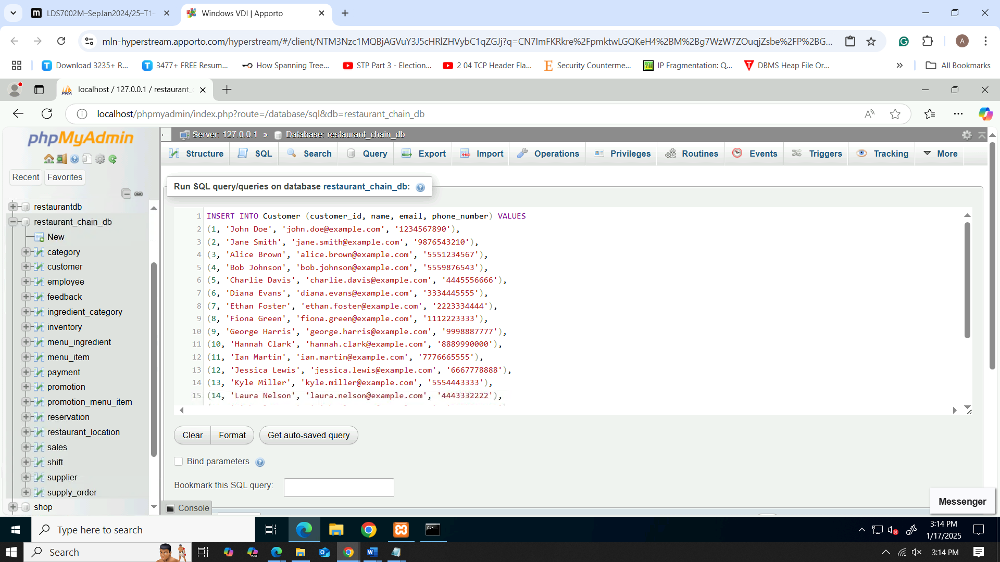 LDS7002M–SepJan2024/25–T1-
Windows VDI | Apporto
mln-hyperstream.apporto.com/hyperstream/#/client/NTM3Nzc1MQBjAGVuY3J5cHRlZHVybC1qZGJj?q=CN7ImFKRkre%2FpmktwLGQKeH4%2BM%2Bg7WzW7ZOuqjZsbe%2FP%2BG...
A
Download 3235+ R...
3477+ FREE Resum...
How Spanning Tree...
STP Part 3 - Election...
2 04 TCP Header Fla...
Security Counterme...
IP Fragmentation: Q...
DBMS Heap File Or...
All Bookmarks
localhost / 127.0.0.1 / restaurant_
localhost/phpmyadmin/index.php?route=/database/sql&db=restaurant_chain_db
phpMyAdmin
Recent
Favorites
restaurantdb
restaurant_chain_db
New
category
customer
employee
feedback
ingredient_category
inventory
menu_ingredient
menu_item
payment
promotion
promotion_menu_item
reservation
restaurant_location
sales
shift
supplier
supply_order
shop
Server: 127.0.0.1 » Database: restaurant_chain_db
Structure
SQL
Search
Query
Export
Import
Operations
Privileges
Routines
Events
Triggers
Tracking
More
Run SQL query/queries on database restaurant_chain_db:
1 INSERT INTO Customer (customer_id, name, email, phone_number) VALUES
2 (1, 'John Doe', 'john.doe@example.com', '1234567890'),
3 (2, 'Jane Smith', 'jane.smith@example.com', '9876543210'),
4 (3, 'Alice Brown', 'alice.brown@example.com', '5551234567'),
5 (4, 'Bob Johnson', 'bob.johnson@example.com', '5559876543'),
6 (5, 'Charlie Davis', 'charlie.davis@example.com', '4445556666'),
7 (6, 'Diana Evans', 'diana.evans@example.com', '3334445555'),
8 (7, 'Ethan Foster', 'ethan.foster@example.com', '2223334444'),
9 (8, 'Fiona Green', 'fiona.green@example.com', '1112223333'),
10 (9, 'George Harris', 'george.harris@example.com', '9998887777'),
11 (10, 'Hannah Clark', 'hannah.clark@example.com', '8889990000'),
12 (11, 'Ian Martin', 'ian.martin@example.com', '7776665555'),
13 (12, 'Jessica Lewis', 'jessica.lewis@example.com', '6667778888'),
14 (13, 'Kyle Miller', 'kyle.miller@example.com', '5554443333'),
15 (14, 'Laura Nelson', 'laura.nelson@example.com', '4443332222'),
Clear
Format
Get auto-saved query
Bind parameters
Bookmark this SQL query:
Console
Messenger
Type here to search
3:14 PM
1/17/2025
Search
3:14 PM